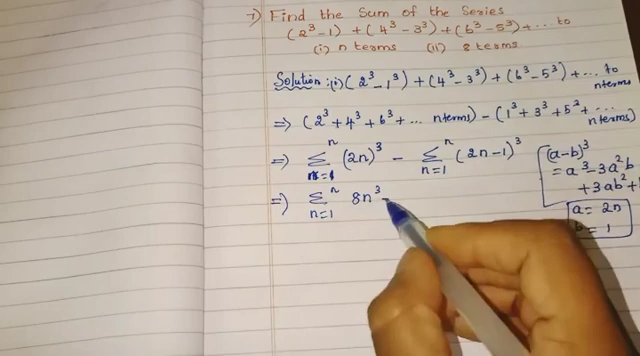 7) Find the Sum of the Series
(2³-1) + (4³-3³) + (6³-5³) + ... to
(i) n terms (ii) 8 terms
Solution: (i) (2³-1³) + (4³-3³) + (6³-5³) + ... to n terms
=> (2³+4³+6³+... n terms) - (1³+3³+5³+... n terms)
=> Σ n n=1 (2n)³ - Σ n n=1 (2n-1)³
(a-b)³
= a³-3a²b
+3ab²+
a = 2n
b = 1
=> Σ n n=1 8n³